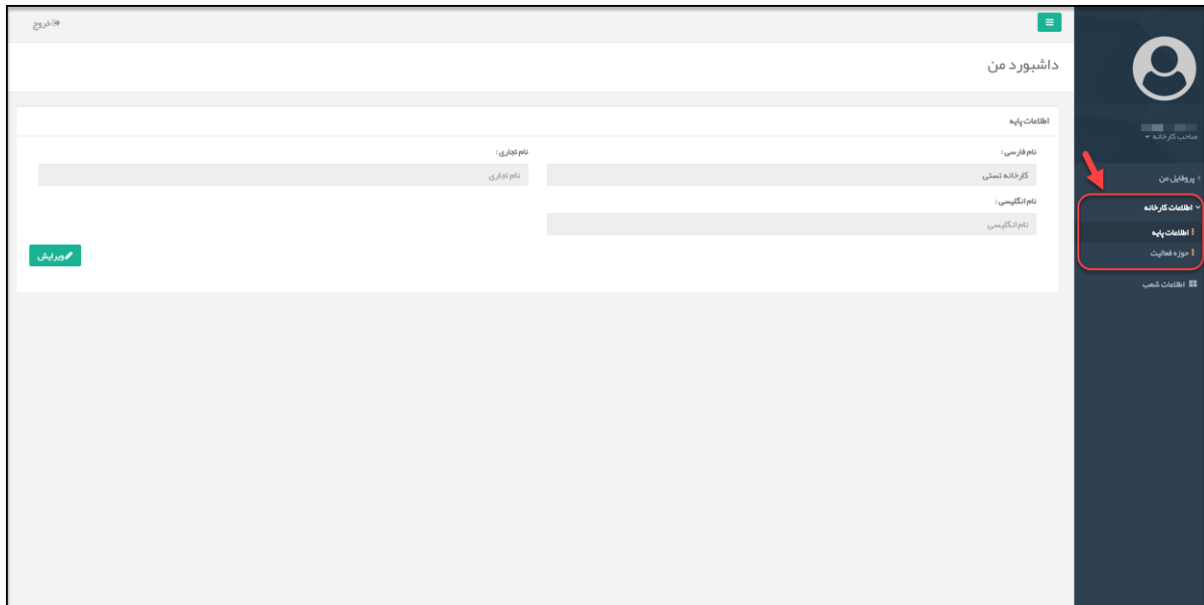 خروج
داشبورد من
اطلاعات پایه
نام فارسی :
نام تجاری :
کارخانه تستی
نام تجاری
نام انگلیسی :
نام انگلیسی
ویرایش
صاحب کارخانه
پروفایل من
اطلاعات کارخانه
اطلاعات پایه
حوزه فعالیت
اطلاعات شعب